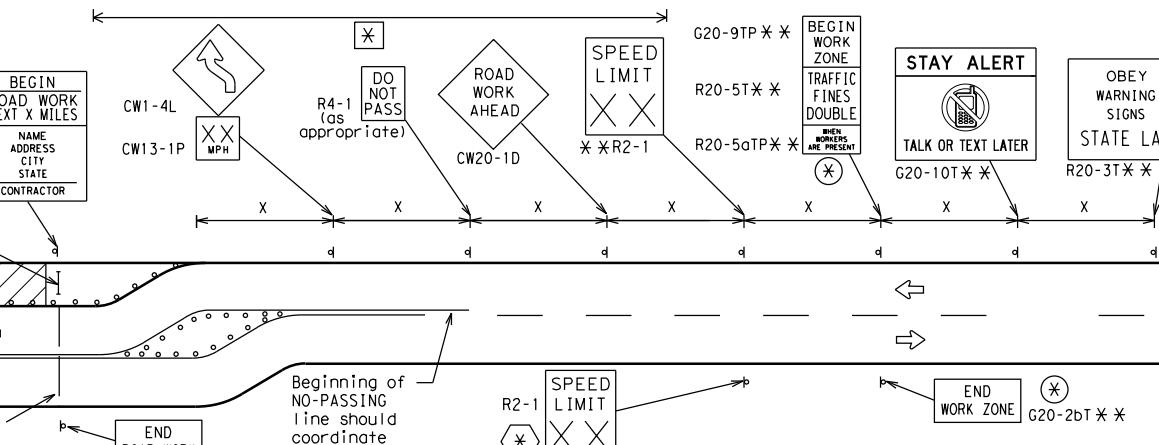 BEGIN
ROAD WORK
NEXT X MILES
NAME
ADDRESS
CITY
STATE
CONTRACTOR
CW1-4L
CW13-1P
XX
MPH
*
R4-1
(as
appropriate)
DO
NOT
PASS
ROAD
WORK
AHEAD
CW20-1D
SPEED
LIMIT
XX
**R2-1
G20-9TP**
R20-5T**
R20-5aTP**
BEGIN
WORK
ZONE
TRAFFIC
FINES
DOUBLE
WHEN
WORKERS
ARE PRESENT
*
STAY ALERT
TALK OR TEXT LATER
G20-10T**
OBEY
WARNING
SIGNS
STATE LA
R20-3T**
X
X
X
X
X
X
X
Beginning of
NO-PASSING
line should
coordinate
R2-1
*
SPEED
LIMIT
XX
END
WORK ZONE
*
G20-2bT**
END